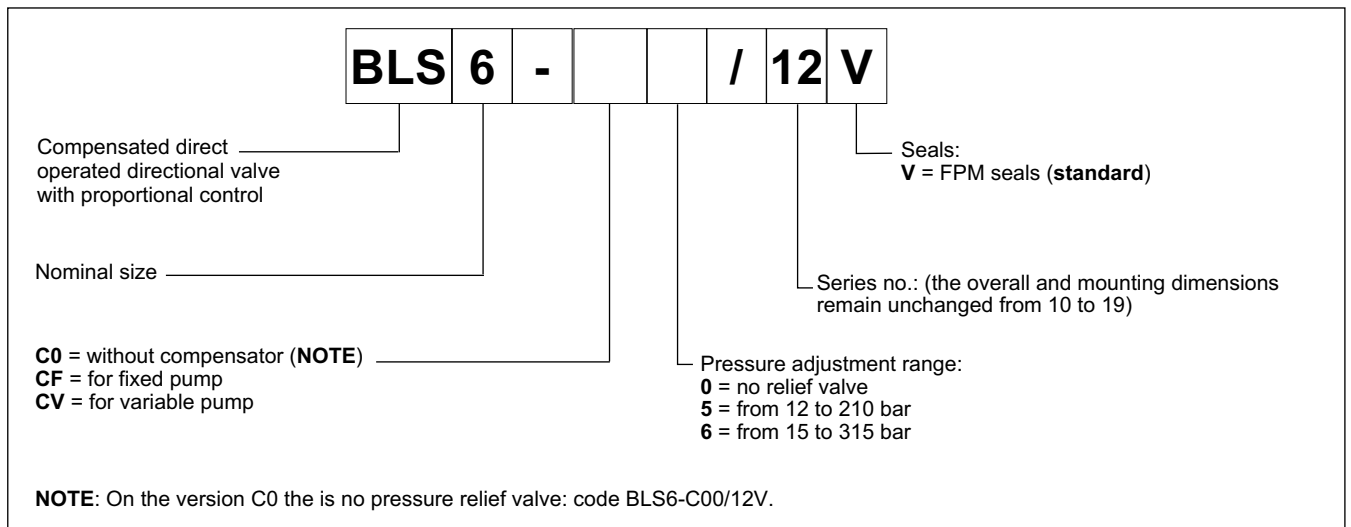 BLS 6 - / 12 V
Compensated direct
operated directional valve
with proportional control
Seals:
V = FPM seals (standard)
Nominal size
Series no.: (the overall and mounting dimensions
remain unchanged from 10 to 19)
C0 = without compensator (NOTE)
CF = for fixed pump
CV = for variable pump
Pressure adjustment range:
0 = no relief valve
5 = from 12 to 210 bar
6 = from 15 to 315 bar
NOTE: On the version C0 the is no pressure relief valve: code BLS6-C00/12V.